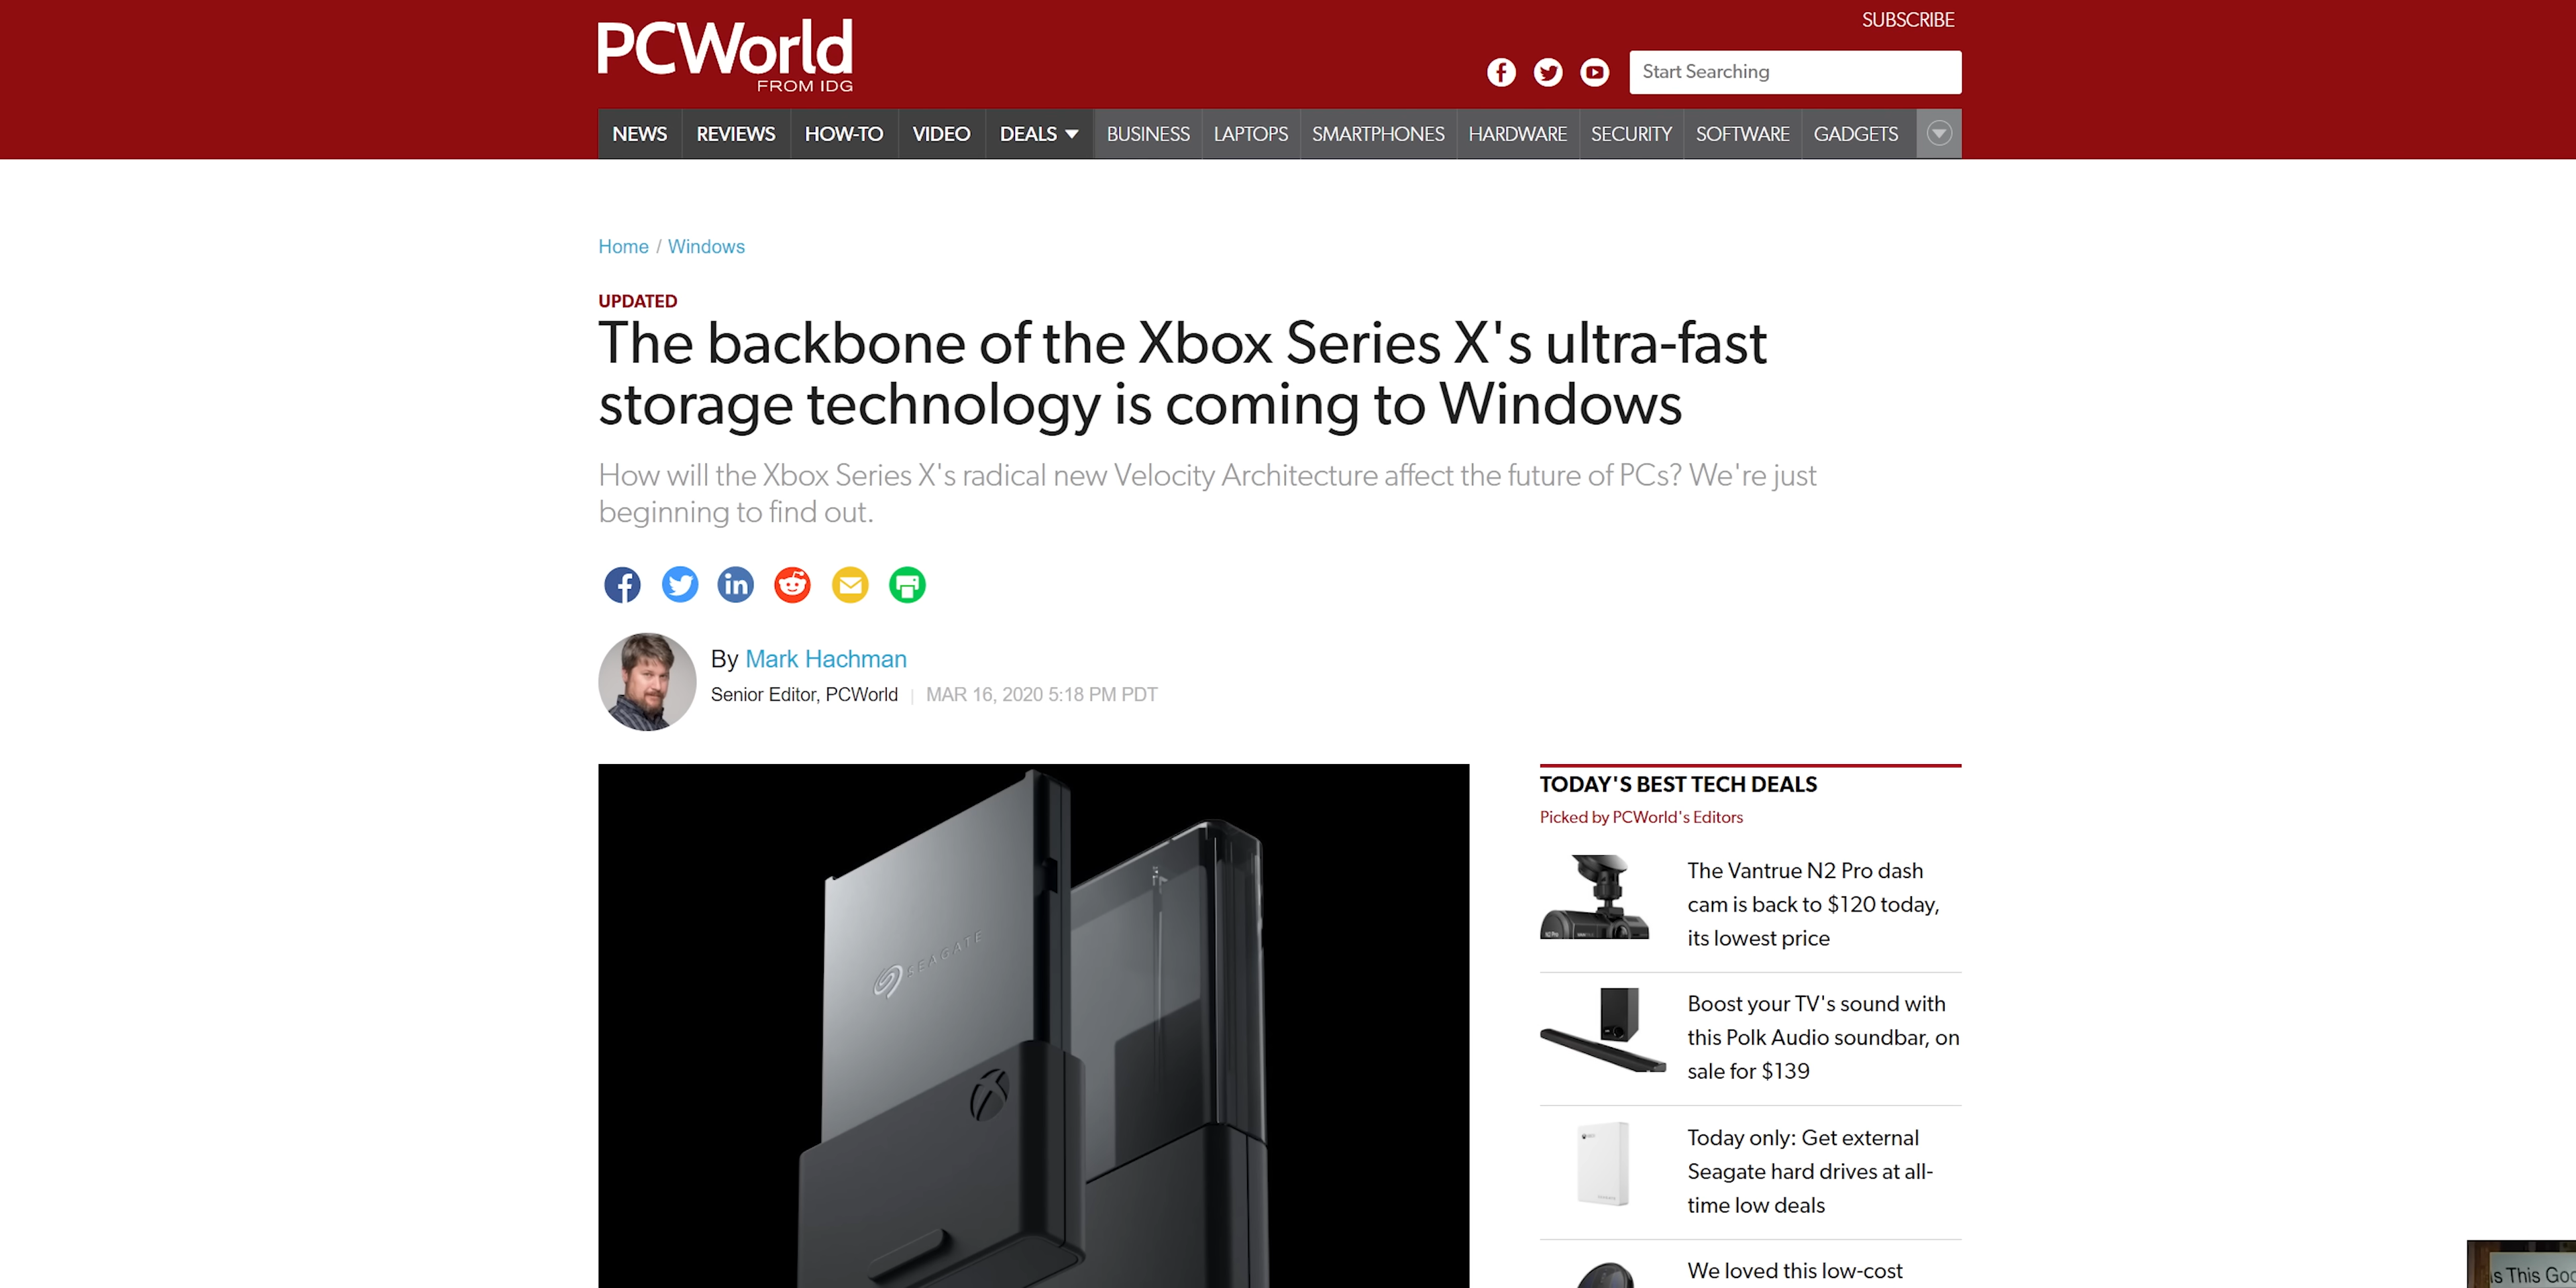 SUBSCRIBE
PCWorld
FROM IDG
Start Searching
NEWS REVIEWS HOW-TO VIDEO DEALS BUSINESS LAPTOPS SMARTPHONES HARDWARE SECURITY SOFTWARE GADGETS
Home / Windows
UPDATED
The backbone of the Xbox Series X's ultra-fast
storage technology is coming to Windows
How will the Xbox Series X's radical new Velocity Architecture affect the future of PCs? We're just
beginning to find out.
By Mark Hachman
Senior Editor, PCWorld | MAR 16, 2020 5:18 PM PDT
SEAGATE
TODAY'S BEST TECH DEALS
Picked by PCWorld's Editors
The Vantrue N2 Pro dash
cam is back to $120 today,
its lowest price
Boost your TV's sound with
this Polk Audio soundbar, on
sale for $139
Today only: Get external
Seagate hard drives at all-
time low deals
We loved this low-cost
This